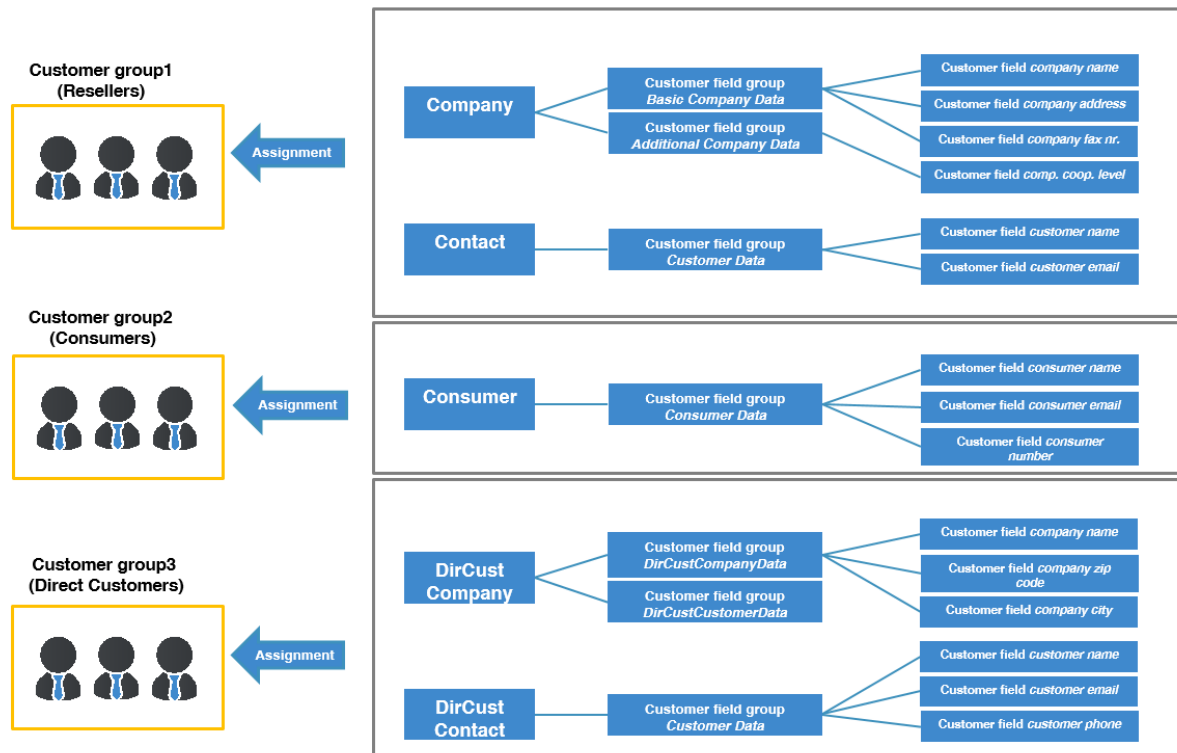 Customer group1
(Resellers)
Assignment
Company
Customer field group
Basic Company Data
Customer field group
Additional Company Data
Customer field company name
Customer field company address
Customer field company fax nr.
Customer field comp. coop. level
Contact
Customer field group
Customer Data
Customer field customer name
Customer field customer email
Customer group2
(Consumers)
Assignment
Consumer
Customer field group
Consumer Data
Customer field consumer name
Customer field consumer email
Customer field consumer
number
Customer group3
(Direct Customers)
Assignment
DirCust
Company
Customer field group
DirCustCompanyData
Customer field group
DirCustCustomerData
Customer field company name
Customer field company zip
code
Customer field company city
DirCust
Contact
Customer field group
Customer Data
Customer field customer name
Customer field customer email
Customer field customer phone